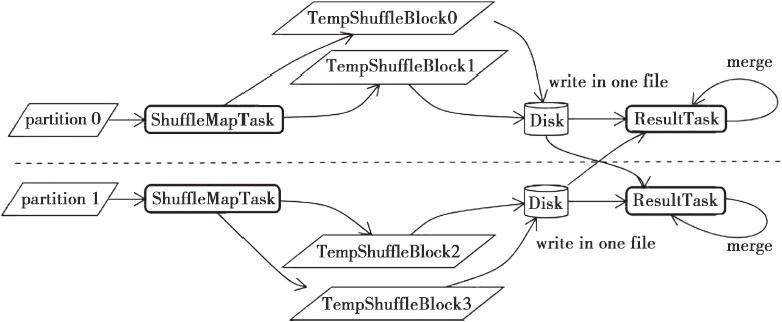 TempShuffleBlock0
TempShuffleBlock1
write in one file
merge
partition 0
ShuffleMapTask
Disk
ResultTask
partition 1
ShuffleMapTask
Disk
ResultTask
TempShuffleBlock2
write in one file
merge
TempShuffleBlock3